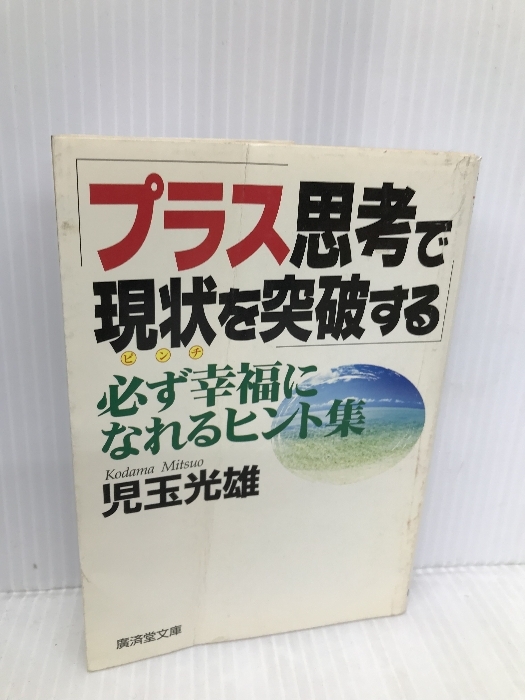 プラス思考で
現状を突破する
ピンチ
必ず幸福に
なれるヒント集
Kodama Mitsuo
児玉光雄
廣済堂文庫